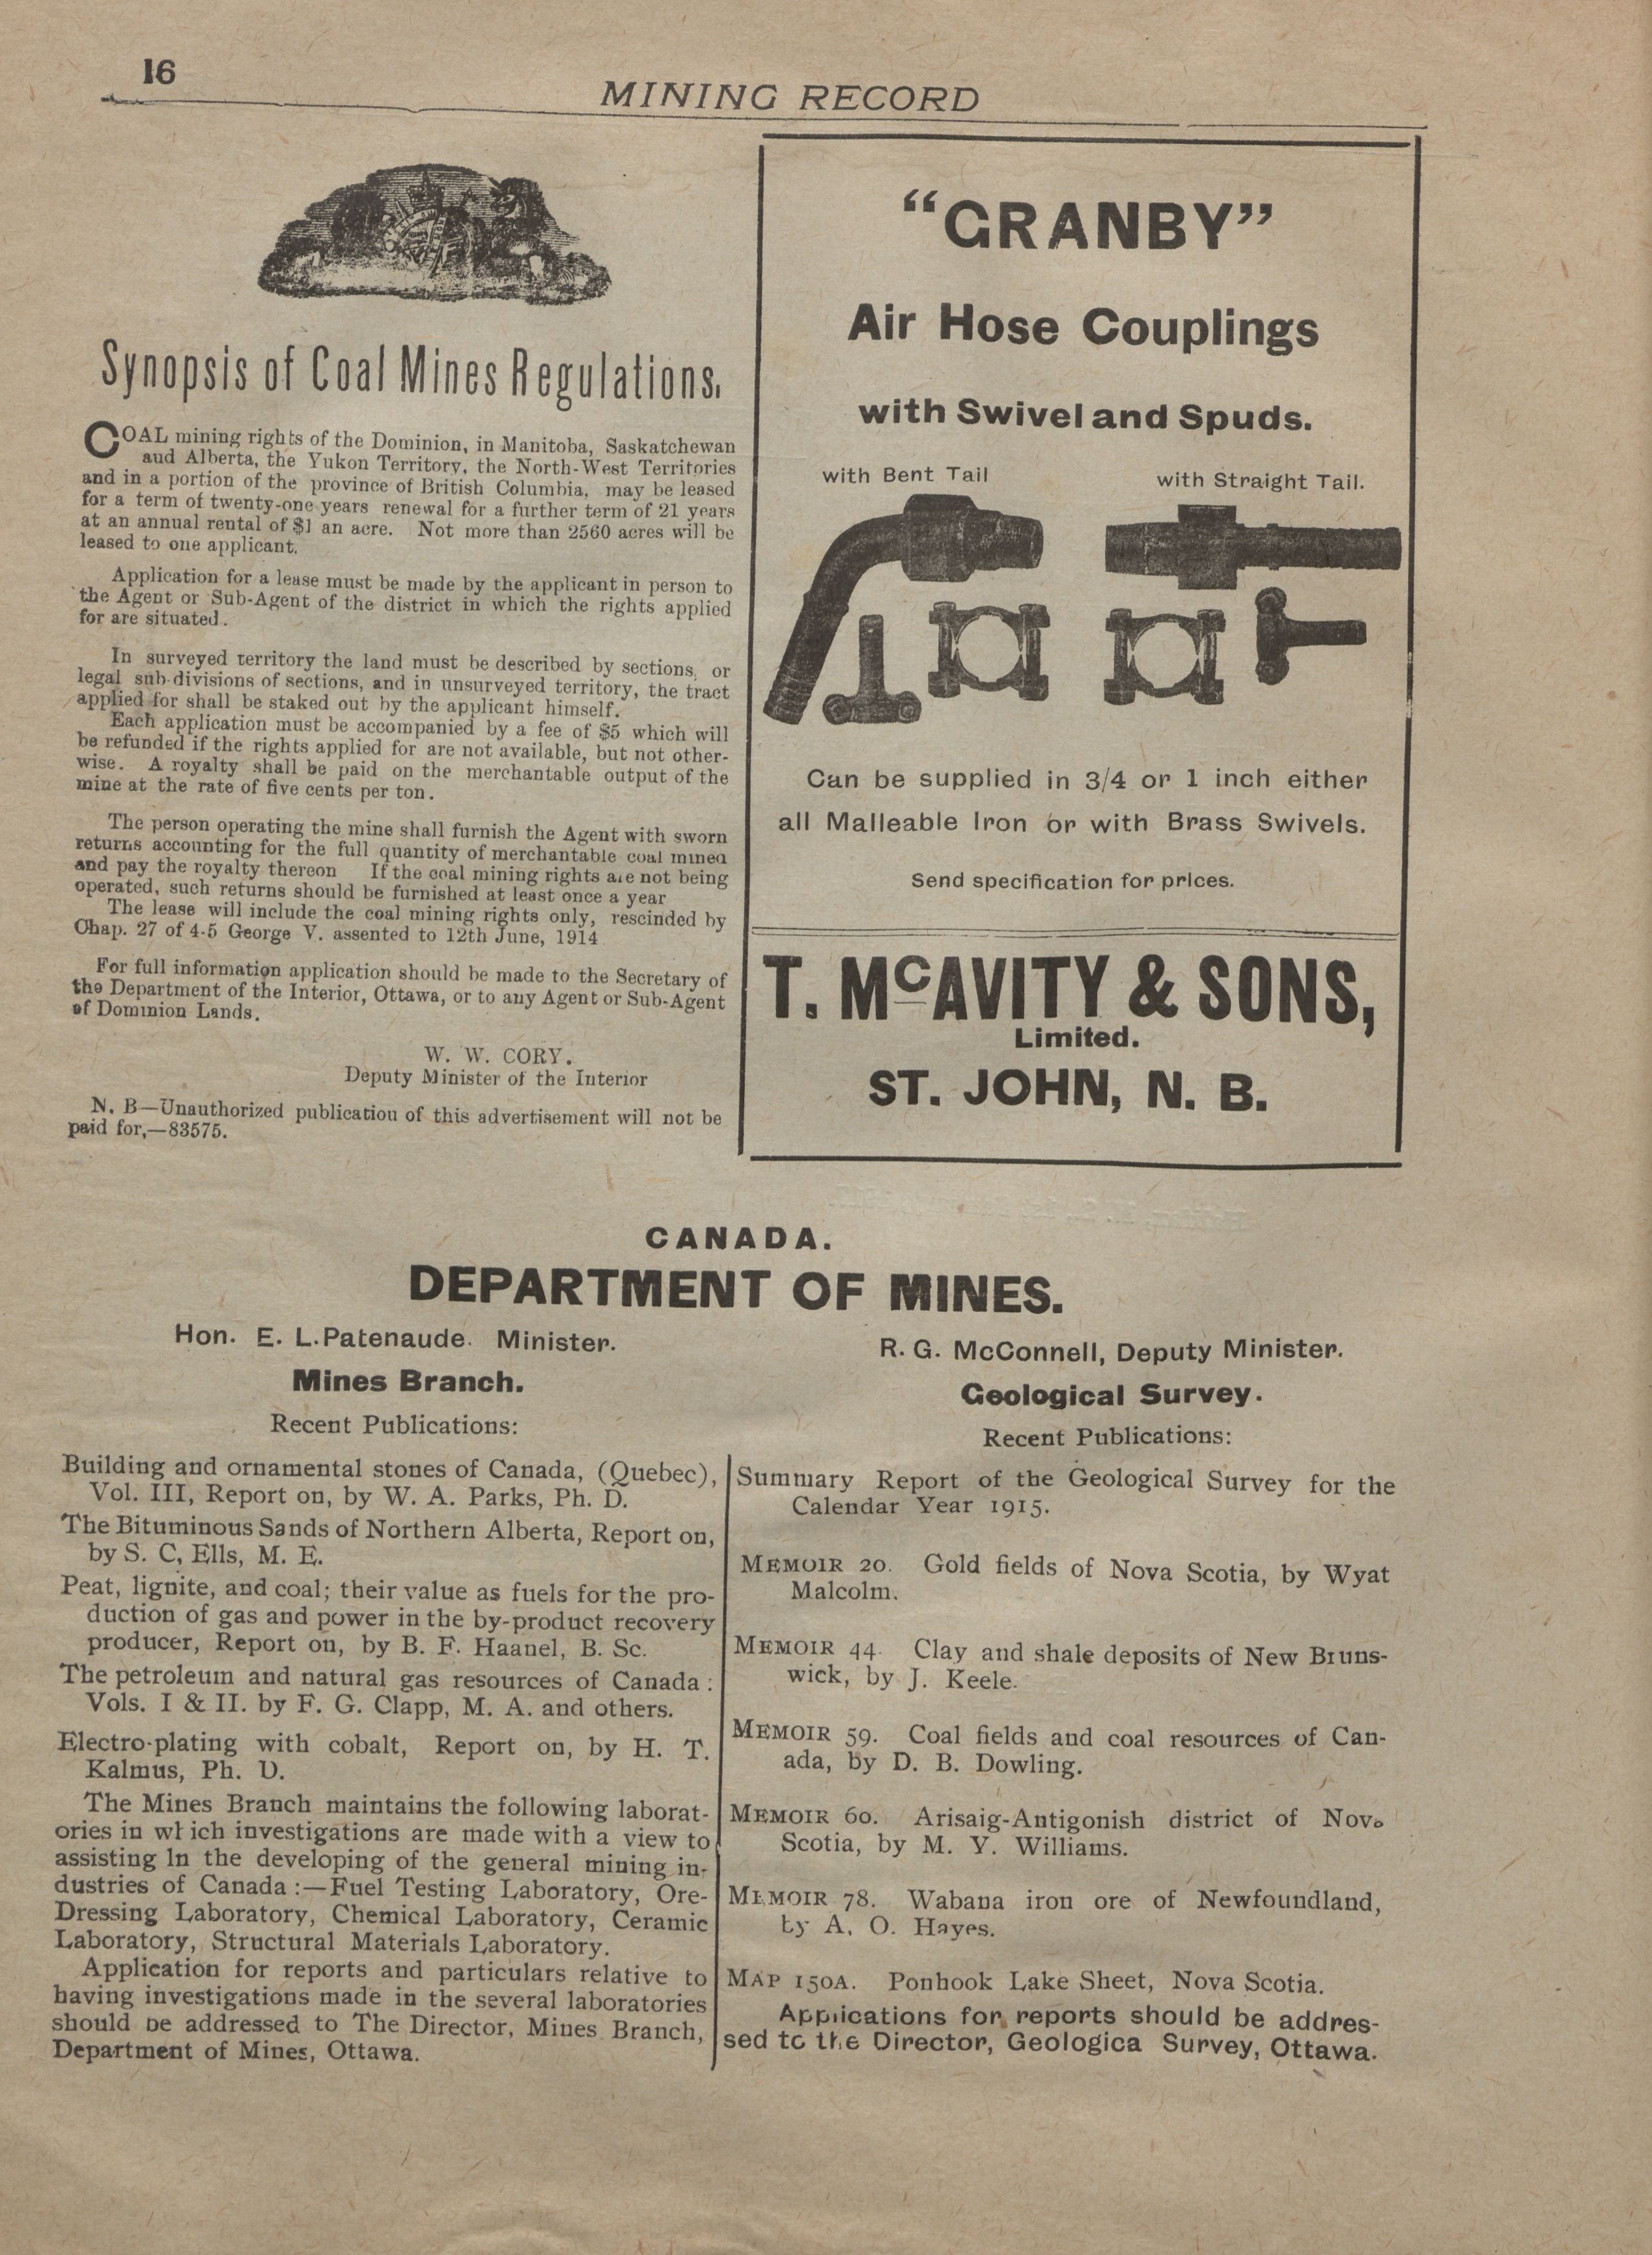 16
MINING RECORD
Synopsis of Coal Mines Regulations.
COAL mining rights of the Dominion, in Manitoba, Saskatchewan
aud Alberta, the Yukon Territory, the North-West Territories
and in a portion of the province of British Columbia, may be leased
for a term of twenty-one years renewal for a further term of 21 years
at an annual rental of $1 an acre. Not more than 2560 acres will be
leased to one applicant.
Application for a lease must be made by the applicant in person to
the Agent or Sub-Agent of the district in which the rights applied
for are situated.
In surveyed territory the land must be described by sections, or
legal sub-divisions of sections, and in unsurveyed territory, the tract
applied for shall be staked out by the applicant himself.
Each application must be accompanied by a fee of $5 which will
be refunded if the rights applied for are not available, but not other-
wise. A royalty shall be paid on the merchantable output of the
mine at the rate of five cents per ton.
The person operating the mine shall furnish the Agent with sworn
returns accounting for the full quantity of merchantable coal mined
and pay the royalty thereon If the coal mining rights are not being
operated, such returns should be furnished at least once a year
The lease will include the coal mining rights only, rescinded by
Chap. 27 of 4-5 George V. assented to 12th June, 1914
For full information application should be made to the Secretary of
the Department of the Interior, Ottawa, or to any Agent or Sub-Agent
of Dominion Lands.
W. W. CORY.
Deputy Minister of the Interior
N. B—Unauthorized publication of this advertisement will not be
paid for,—83575.
"GRANBY"
Air Hose Couplings
with Swivel and Spuds.
with Bent Tail
with Straight Tail.
Can be supplied in 3/4 or 1 inch either
all Malleable Iron or with Brass Swivels.
Send specification for prices.
T. McAVITY & SONS,
Limited.
ST. JOHN, N. B.
CANADA.
DEPARTMENT OF MINES.
Hon. E. L. Patenaude. Minister.
Mines Branch.
Recent Publications:
Building and ornamental stones of Canada, (Quebec),
Vol. III, Report on, by W. A. Parks, Ph. D.
The Bituminous Sands of Northern Alberta, Report on,
by S. C, Ells, M. E.
Peat, lignite, and coal; their value as fuels for the pro-
duction of gas and power in the by-product recovery
producer, Report on, by B. F. Haanel, B. Sc.
The petroleum and natural gas resources of Canada:
Vols. I & II. by F. G. Clapp, M. A. and others.
Electro-plating with cobalt, Report on, by H. T.
Kalmus, Ph. D.
The Mines Branch maintains the following laborat-
ories in which investigations are made with a view to
assisting in the developing of the general mining in-
dustries of Canada:—Fuel Testing Laboratory, Ore-
Dressing Laboratory, Chemical Laboratory, Ceramic
Laboratory, Structural Materials Laboratory.
Application for reports and particulars relative to
having investigations made in the several laboratories
should be addressed to The Director, Mines Branch,
Department of Mines, Ottawa.
R. G. McConnell, Deputy Minister.
Geological Survey.
Recent Publications:
Summary Report of the Geological Survey for the
Calendar Year 1915.
MEMOIR 20. Gold fields of Nova Scotia, by Wyat
Malcolm.
MEMOIR 44. Clay and shale deposits of New Bruns-
wick, by J. Keele.
MEMOIR 59. Coal fields and coal resources of Can-
ada, by D. B. Dowling.
MEMOIR 60. Arisaig-Antigonish district of Nova
Scotia, by M. Y. Williams.
MEMOIR 78. Wabana iron ore of Newfoundland,
by A. O. Hayes.
MAP 150A. Ponhook Lake Sheet, Nova Scotia.
Applications for reports should be addres-
sed to the Director, Geologica Survey, Ottawa.